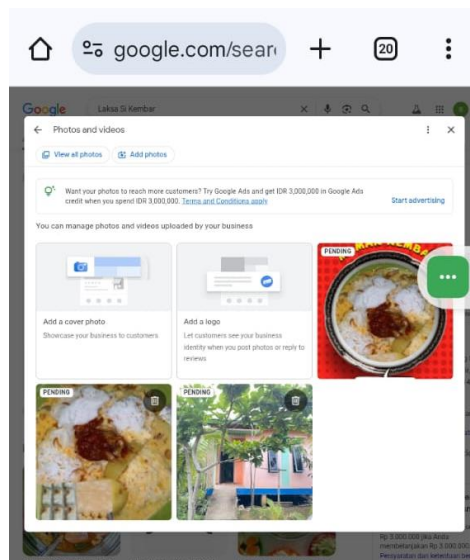 google.com/sear
20
Google
Laksa Si Kembar
Photos and videos
View all photos
Add photos
Want your photos to reach more customers? Try Google Ads and get IDR 3,000,000 in Google Ads
credit when you spend IDR 3,000,000. Terms and Conditions apply
Start advertising
You can manage photos and videos uploaded by your business
PENDING
Add a cover photo
Showcase your business to customers
Add a logo
Let customers see your business
identity when you post photos or reply to
reviews
PENDING
PENDING
Rp 3.000.000 jika Anda
membelanjakan Rp 3.000.000